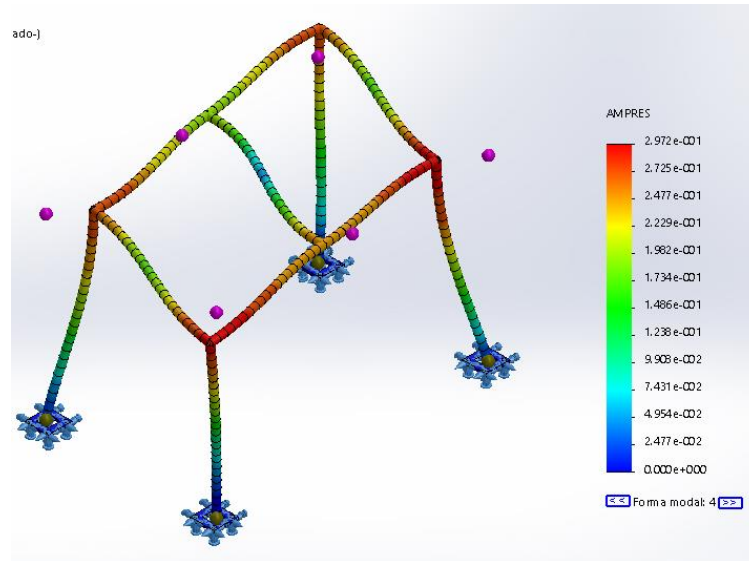 ado-)
AMPRES
2.972e-001
2.725e-001
2.477e-001
2.229e-001
1.982e-001
1.734e-001
1.486e-001
1.238e-001
9.908e-002
7.431e-002
4.954e-002
2.477e-002
0.000e+000
<< Forma modal: 4 >>